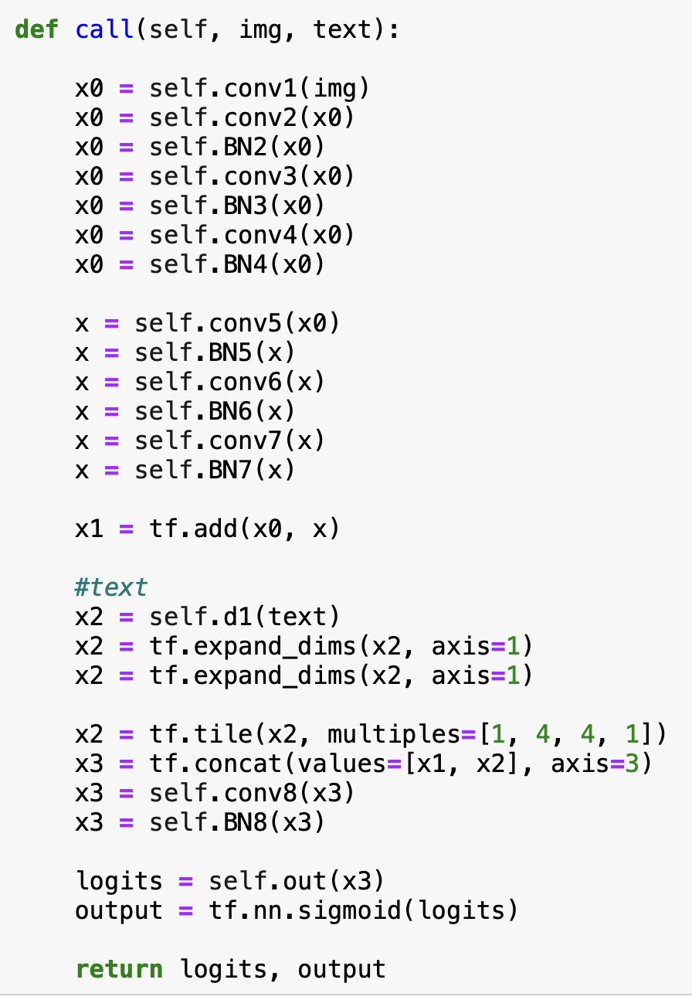 def call(self, img, text):
x0 = self.conv1(img)
x0 = self.conv2(x0)
x0 = self.BN2(x0)
x0 = self.conv3(x0)
x0 = self.BN3(x0)
x0 = self.conv4(x0)
x0 = self.BN4(x0)
x = self.conv5(x0)
x = self.BN5(x)
x = self.conv6(x)
x = self.BN6(x)
x = self.conv7(x)
x = self.BN7(x)
x1 = tf.add(x0, x)
#text
x2 = self.d1(text)
x2 = tf.expand_dims(x2, axis=1)
x2 = tf.expand_dims(x2, axis=1)
x2 = tf.tile(x2, multiples=[1, 4, 4, 1])
x3 = tf.concat(values=[x1, x2], axis=3)
x3 = self.conv8(x3)
x3 = self.BN8(x3)
logits = self.out(x3)
output = tf.nn.sigmoid(logits)
return logits, output